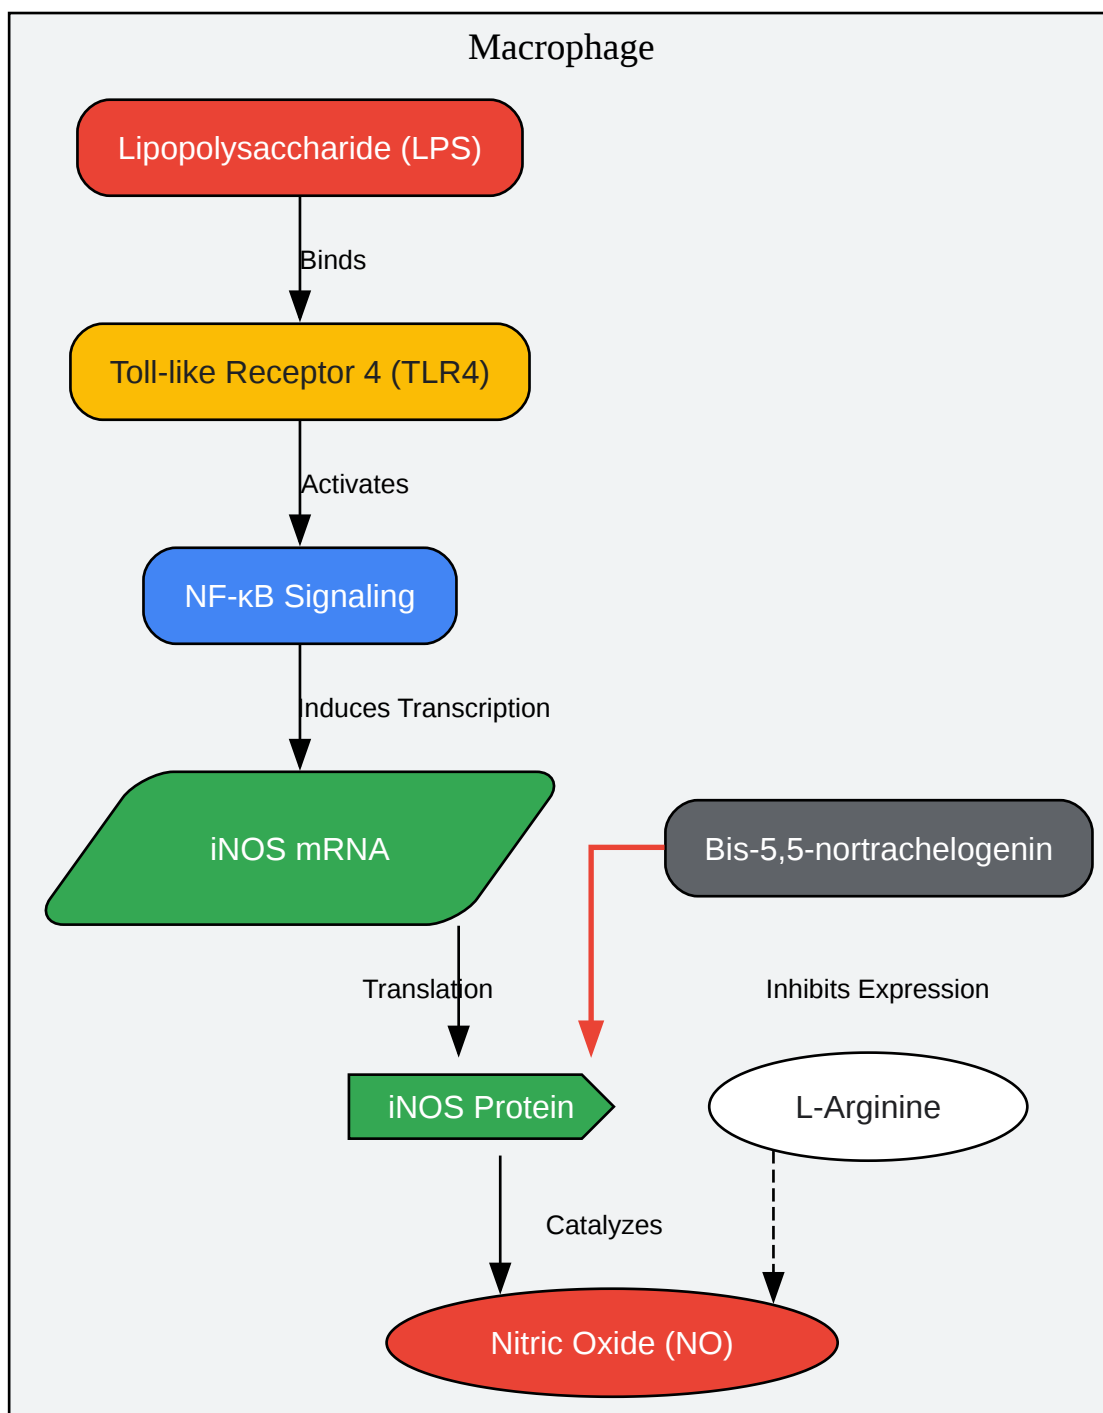 Macrophage
Lipopolysaccharide (LPS)
Binds
Toll-like Receptor 4 (TLR4)
Activates
NF-κB Signaling
Induces Transcription
iNOS mRNA
Bis-5,5-nortrachelogenin
Translation
Inhibits Expression
iNOS Protein
L-Arginine
Catalyzes
Nitric Oxide (NO)